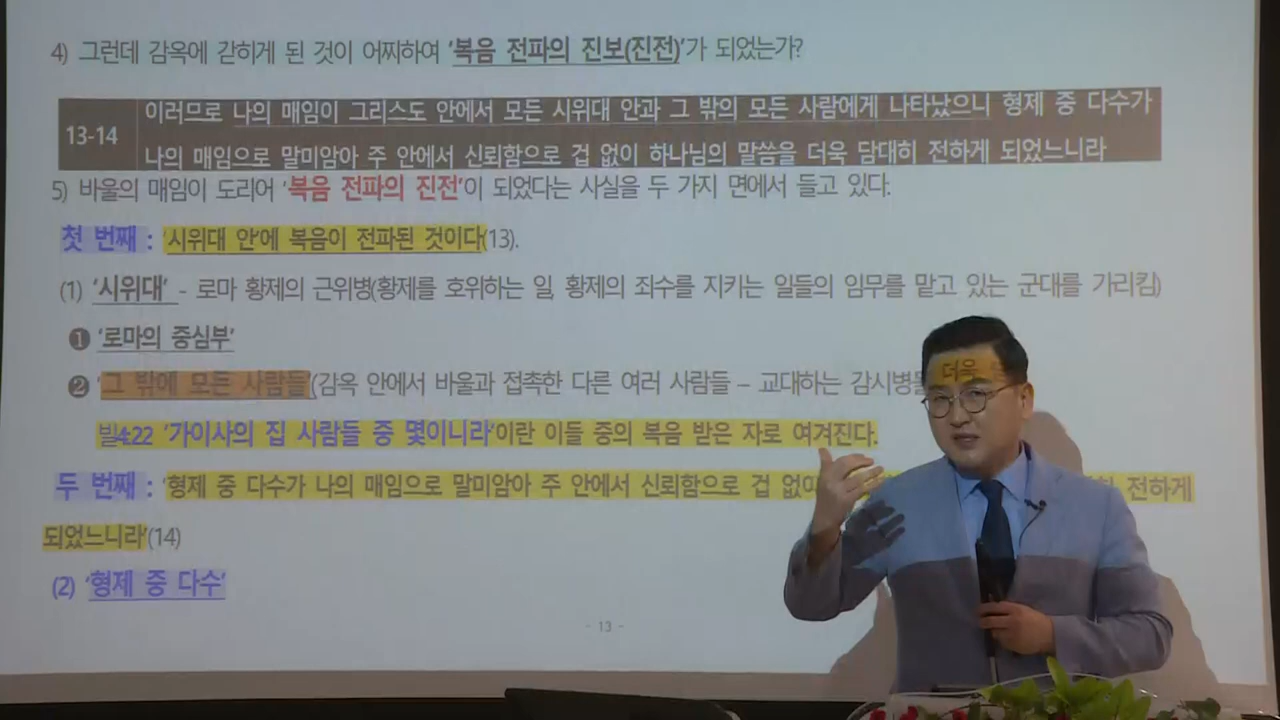 4) 그런데 감옥에 갇히게 된 것이 어찌하여 '복음 전파의 진보(진전)'가 되었는가?
이러므로 나의 매임이 그리스도 안에서 모든 시위대 안과 그 밖의 모든 사람에게 나타났으니 형제 중 다수가
13-14
나의 매임으로 말미암아 주 안에서 신뢰함으로 겁 없이 하나님의 말씀을 더욱 담대히 전하게 되었느니라
5) 바울의 매임이 도리어 '복음 전파의 진전'이 되었다는 사실을 두 가지 면에서 들고 있다.
첫 번째 : '시위대 안'에 복음이 전파된 것이다(13).
(1) '시위대' - 로마 황제의 근위병(황제를 호위하는 일, 황제의 죄수를 지키는 일들의 임무를 맡고 있는 군대를 가리킴)
❶ '로마의 중심부'
❷ '그 밖에 모든 사람들'(감옥 안에서 바울과 접촉한 다른 여러 사람들 – 교대하는 감시병들
빌4:22 '가이사의 집 사람들 중 몇이니라'이란 이들 중의 복음 받은 자로 여겨진다.
두 번째 : '형제 중 다수가 나의 매임으로 말미암아 주 안에서 신뢰함으로 겁 없이 더욱 전하게
되었느니라'(14)
(2) '형제 중 다수'
- 13 -